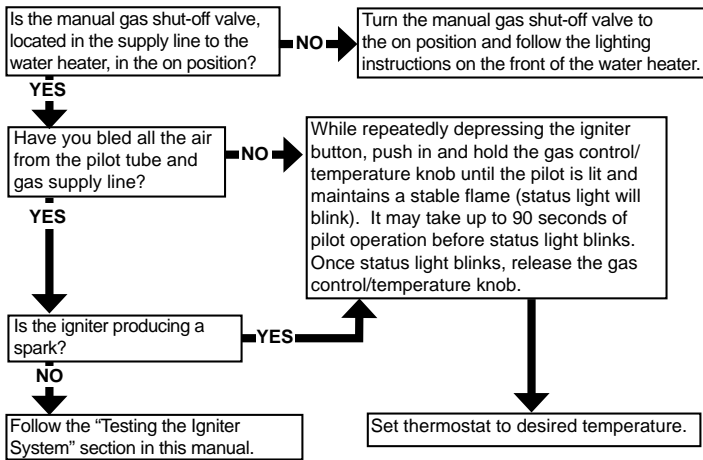 Is the manual gas shut-off valve,
located in the supply line to the
water heater, in the on position?
NO
Turn the manual gas shut-off valve to
the on position and follow the lighting
instructions on the front of the water heater.
YES
Have you bled all the air
from the pilot tube and
gas supply line?
NO
While repeatedly depressing the igniter
button, push in and hold the gas control/
temperature knob until the pilot is lit and
maintains a stable flame (status light will
blink). It may take up to 90 seconds of
pilot operation before status light blinks.
Once status light blinks, release the gas
control/temperature knob.
YES
Is the igniter producing a
spark?
YES
NO
Follow the “Testing the Igniter
System” section in this manual.
Set thermostat to desired temperature.